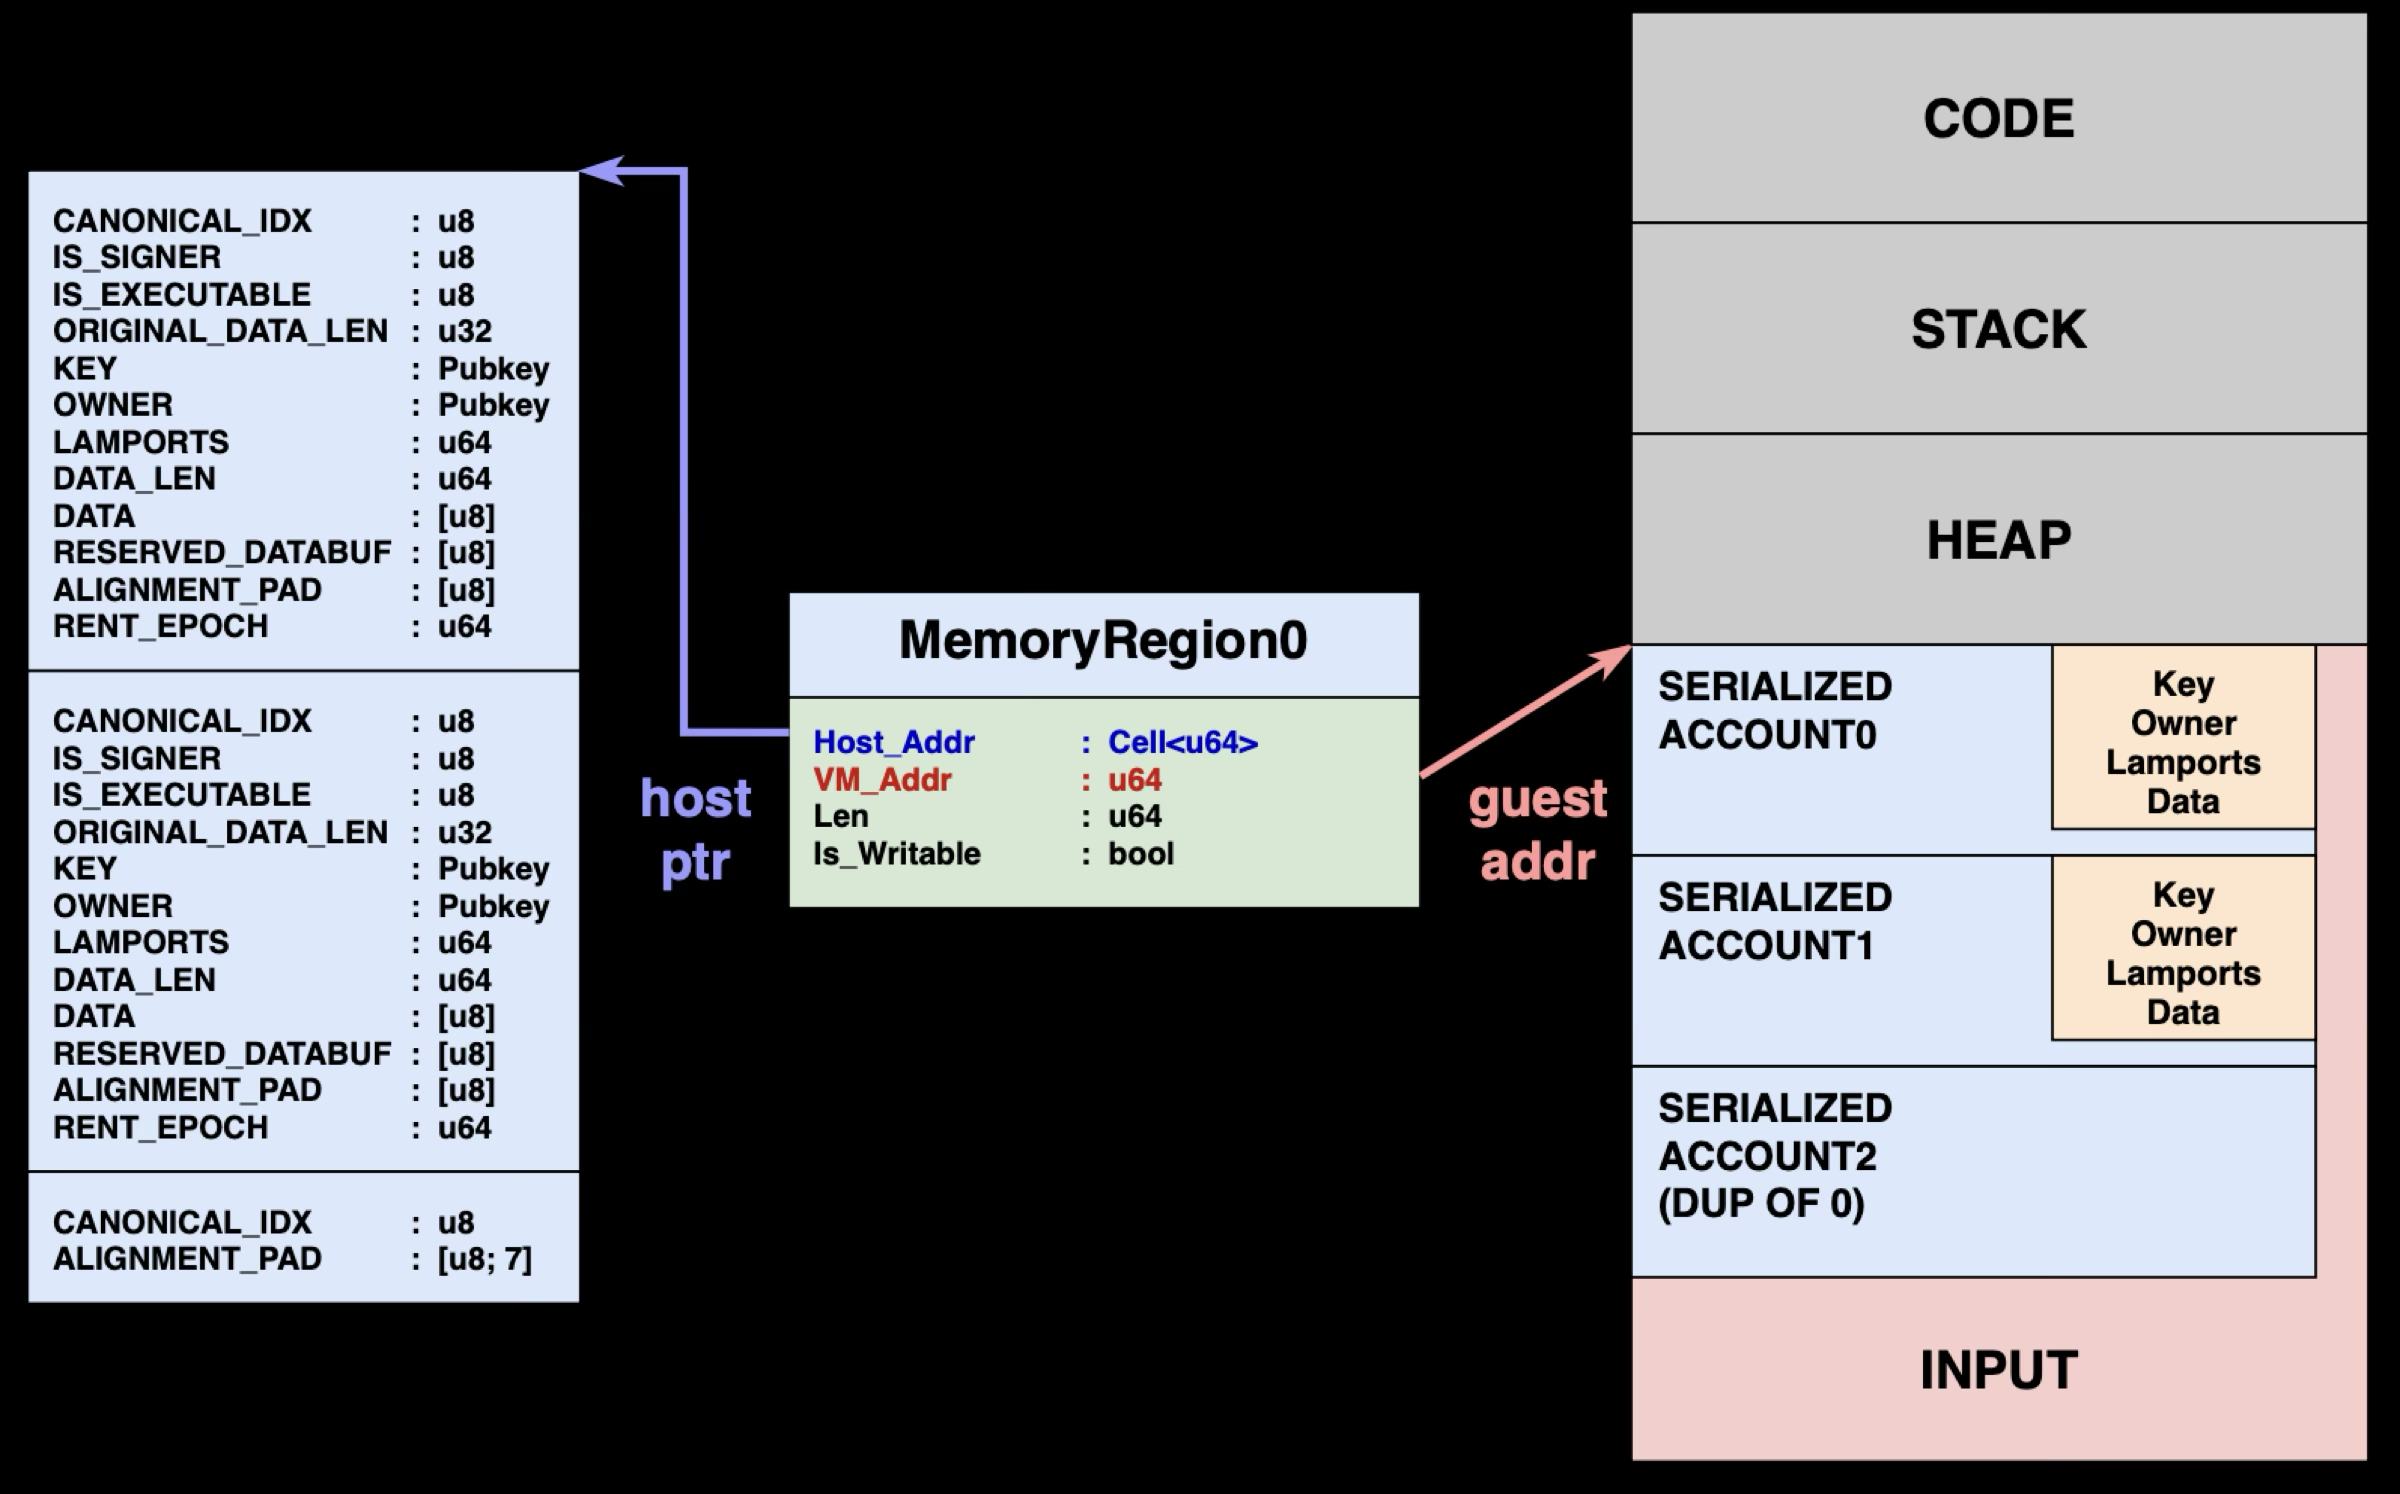 CANONICAL_IDX : u8
IS_SIGNER : u8
IS_EXECUTABLE : u8
ORIGINAL_DATA_LEN : u32
KEY : Pubkey
OWNER : Pubkey
LAMPORTS : u64
DATA_LEN : u64
DATA : [u8]
RESERVED_DATABUF : [u8]
ALIGNMENT_PAD : [u8]
RENT_EPOCH : u64
CANONICAL_IDX : u8
IS_SIGNER : u8
IS_EXECUTABLE : u8
ORIGINAL_DATA_LEN : u32
KEY : Pubkey
OWNER : Pubkey
LAMPORTS : u64
DATA_LEN : u64
DATA : [u8]
RESERVED_DATABUF : [u8]
ALIGNMENT_PAD : [u8]
RENT_EPOCH : u64
CANONICAL_IDX : u8
ALIGNMENT_PAD : [u8; 7]
host
ptr
MemoryRegion0
Host_Addr : Cell<u64>
VM_Addr : u64
Len : u64
Is_Writable : bool
guest
addr
CODE
STACK
HEAP
SERIALIZED
ACCOUNT0
Key
Owner
Lamports
Data
SERIALIZED
ACCOUNT1
Key
Owner
Lamports
Data
SERIALIZED
ACCOUNT2
(DUP OF 0)
INPUT